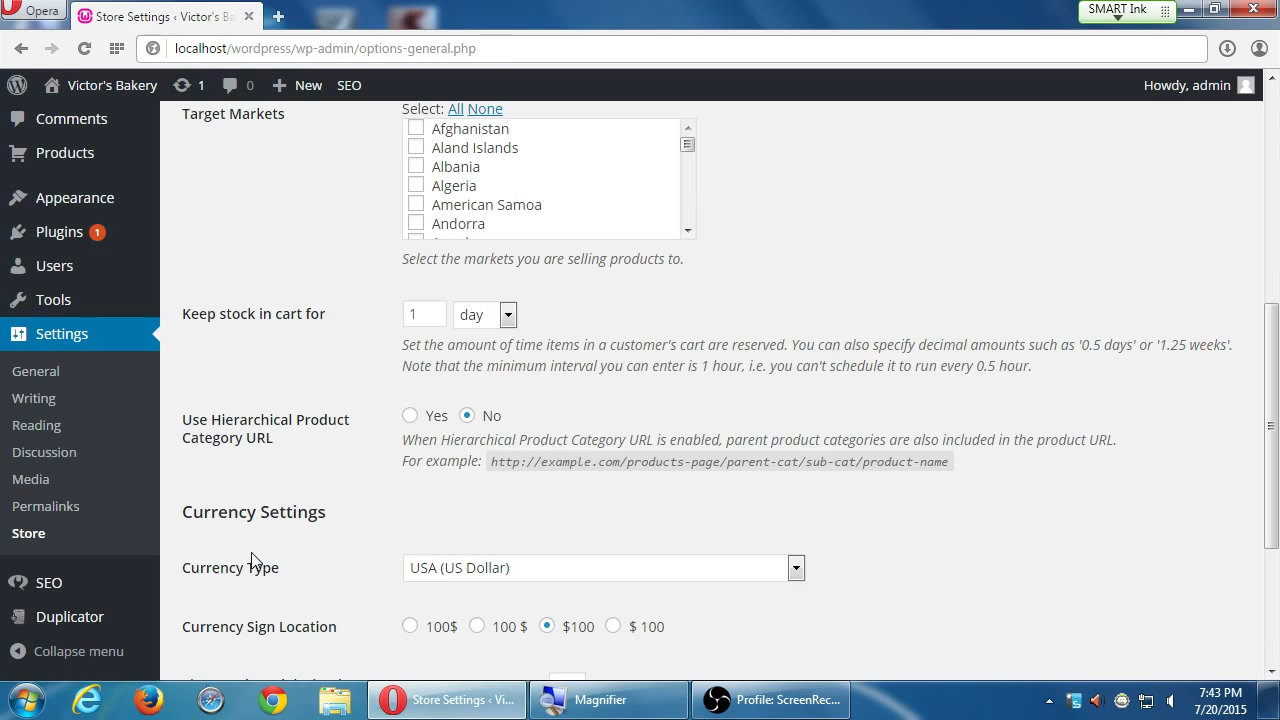 Opera
Store Settings ‹ Victor's Ba
SMART Ink
localhost/wordpress/wp-admin/options-general.php
Victor's Bakery 1 0 New SEO Howdy, admin
Comments
Products
Appearance
Plugins 1
Users
Tools
Settings
General
Writing
Reading
Discussion
Media
Permalinks
Store
SEO
Duplicator
Collapse menu
Target Markets
Select: All None
Afghanistan
Aland Islands
Albania
Algeria
American Samoa
Andorra
Select the markets you are selling products to.
Keep stock in cart for
1 day
Set the amount of time items in a customer's cart are reserved. You can also specify decimal amounts such as '0.5 days' or '1.25 weeks'.
Note that the minimum interval you can enter is 1 hour, i.e. you can't schedule it to run every 0.5 hour.
Use Hierarchical Product
Category URL
Yes No
When Hierarchical Product Category URL is enabled, parent product categories are also included in the product URL.
For example: http://example.com/products-page/parent-cat/sub-cat/product-name
Currency Settings
Currency Type
USA (US Dollar)
Currency Sign Location
100$ 100 $ $100 $ 100
Store Settings ‹ Vi...
Magnifier
Profile: ScreenRec...
7:43 PM
7/20/2015